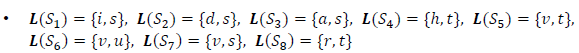 • L(S₁) = {i, s}, L(S₂) = {d, s}, L(S₃) = {a, s}, L(S₄) = {h, t}, L(S₅) = {v, t},
L(S₆) = {v, u}, L(S₇) = {v, s}, L(S₈) = {r, t}